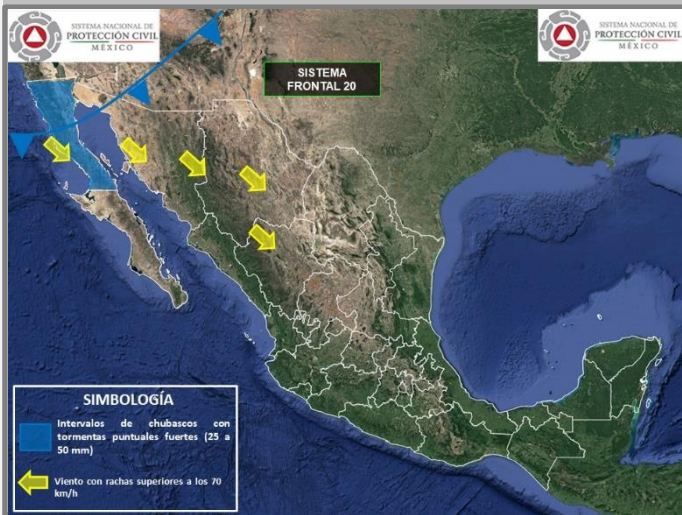 SISTEMA NACIONAL DE
PROTECCIÓN CIVIL
MÉXICO
SISTEMA NACIONAL DE
PROTECCIÓN CIVIL
MÉXICO
SISTEMA
FRONTAL 20
SIMBOLOGÍA
Intervalos de chubascos con
tormentas puntuales fuertes (25 a
50 mm)
Viento con rachas superiores a los 70
km/h